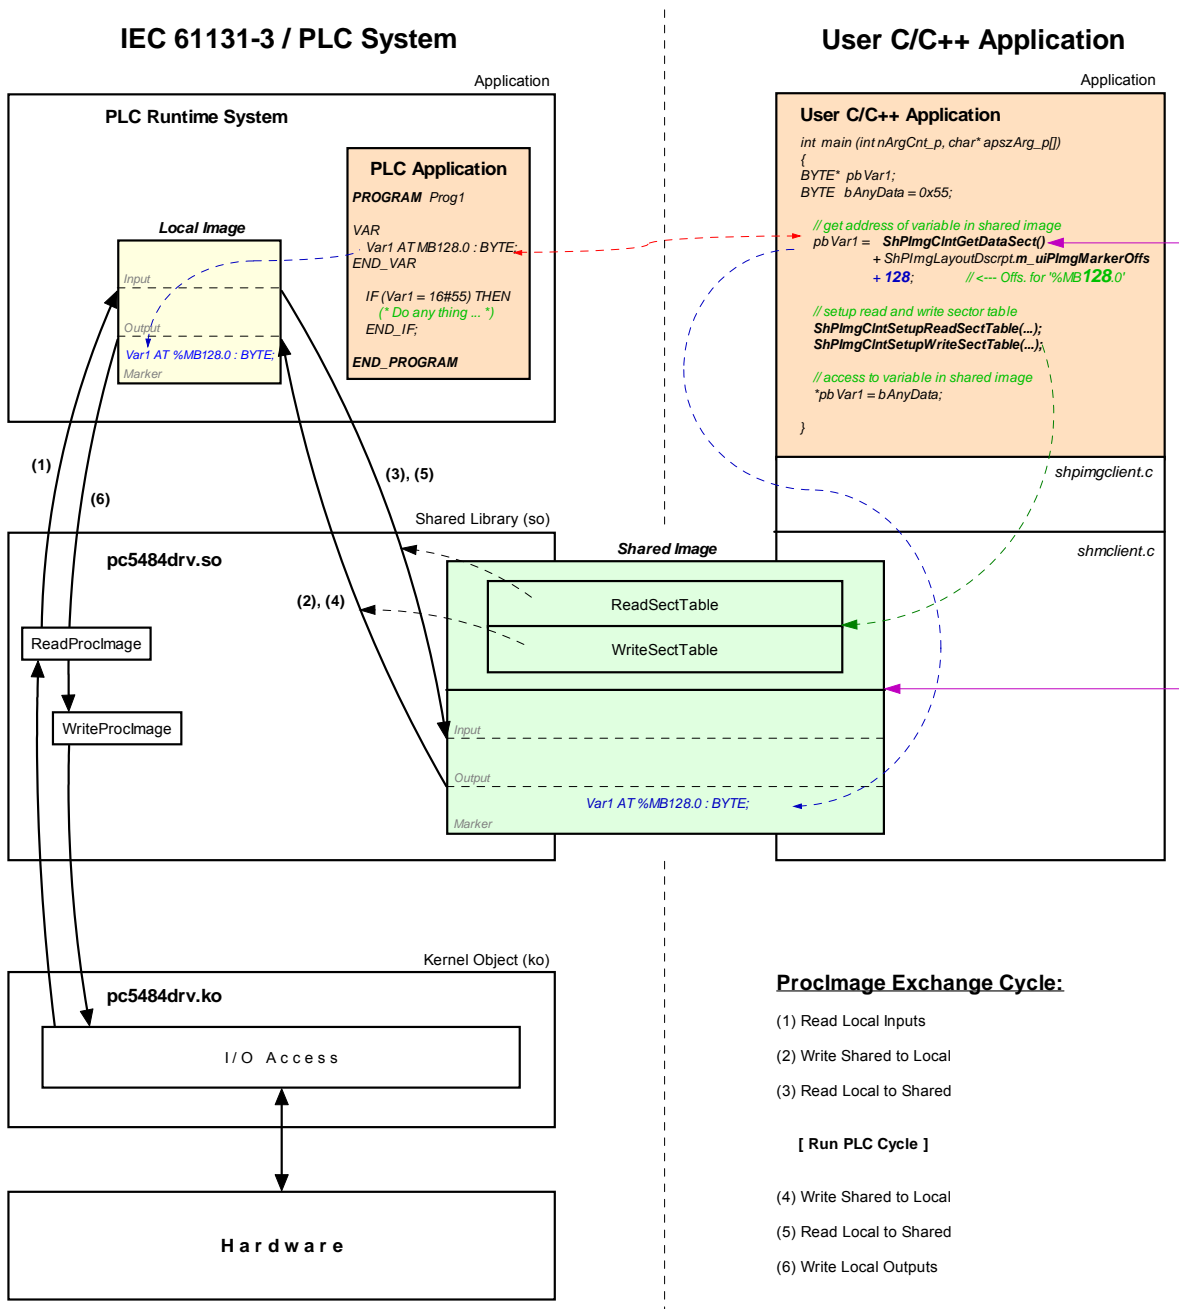 IEC 61131-3 / PLC System
User C/C++ Application
Application
PLC Runtime System
PLC Application
PROGRAM Prog1
VAR
Var1 AT MB128.0 : BYTE;
END_VAR
IF (Var1 = 16#55) THEN
(* Do any thing ... *)
END_IF;
END_PROGRAM
Local Image
Input
Output
Var1 AT %MB128.0 : BYTE;
Marker
Application
User C/C++ Application
int main (int nArgCnt_p, char* apszArg_p[])
{
BYTE* pbVar1;
BYTE bAnyData = 0x55;
// get address of variable in shared image
pbVar1 = ShPImgClntGetDataSect()
+ ShPImgLayoutDscrpt.m_uiPImgMarkerOffs
+ 128; // <--- Offs. for '%MB128.0'
// setup read and write sector table
ShPImgClntSetupReadSectTable(...);
ShPImgClntSetupWriteSectTable(...);
// access to variable in shared image
*pbVar1 = bAnyData;
}
shpimgclient.c
shmclient.c
(1)
(6)
(3), (5)
(2), (4)
Shared Library (so)
pc5484drv.so
ReadProcImage
WriteProcImage
Shared Image
ReadSectTable
WriteSectTable
Input
Output
Var1 AT %MB128.0 : BYTE;
Marker
Kernel Object (ko)
pc5484drv.ko
I/O Access
Hardware
ProcImage Exchange Cycle:
(1) Read Local Inputs
(2) Write Shared to Local
(3) Read Local to Shared
[ Run PLC Cycle ]
(4) Write Shared to Local
(5) Read Local to Shared
(6) Write Local Outputs